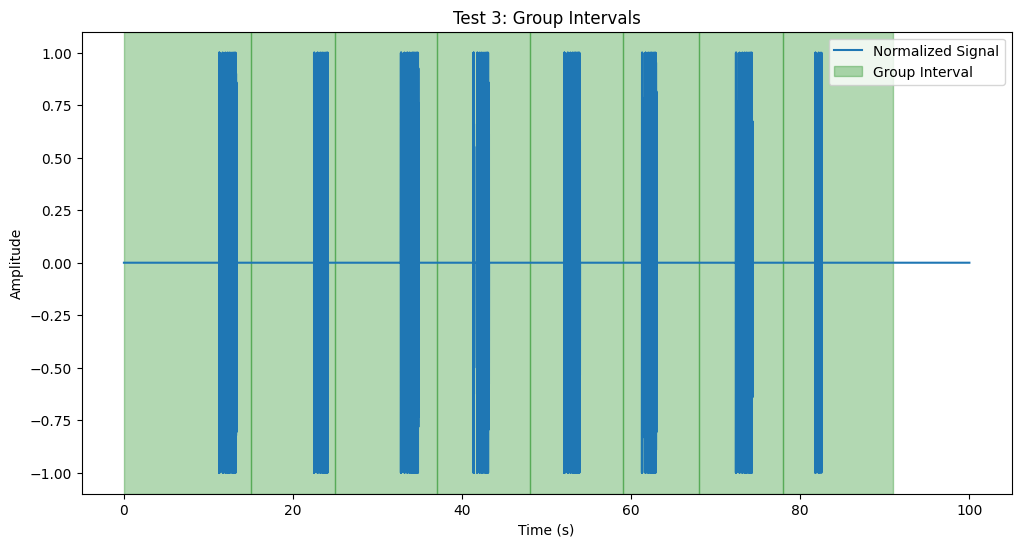 Test 3: Group Intervals
Normalized Signal
Group Interval
Amplitude
1.00
0.75
0.50
0.25
0.00
−0.25
−0.50
−0.75
−1.00
0 20 40 60 80 100
Time (s)